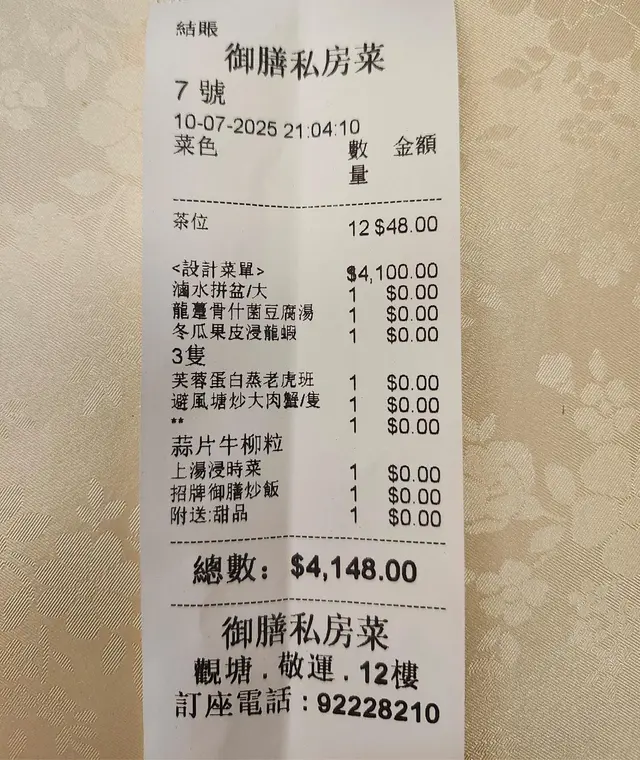 結賬
御膳私房菜
7 號
10-07-2025 21:04:10
菜色 數量 金額
茶位 12 $48.00
<設計菜單> $4,100.00
滷水拼盆/大 1 $0.00
龍躉骨什菌豆腐湯 1 $0.00
冬瓜果皮浸龍蝦 1 $0.00
3隻
芙蓉蛋白蒸老虎班 1 $0.00
避風塘炒大肉蟹/隻 1 $0.00
** 1 $0.00
蒜片牛柳粒
上湯浸時菜 1 $0.00
招牌御膳炒飯 1 $0.00
附送:甜品 1 $0.00
總數: $4,148.00
御膳私房菜
觀塘.敬運.12樓
訂座電話:92228210